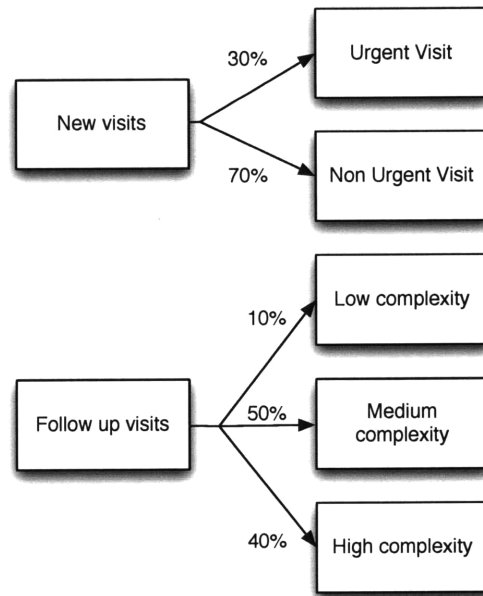 Urgent Visit
30%
New visits
70%
Non Urgent Visit
Low complexity
10%
Follow up visits
50%
Medium
complexity
40%
High complexity